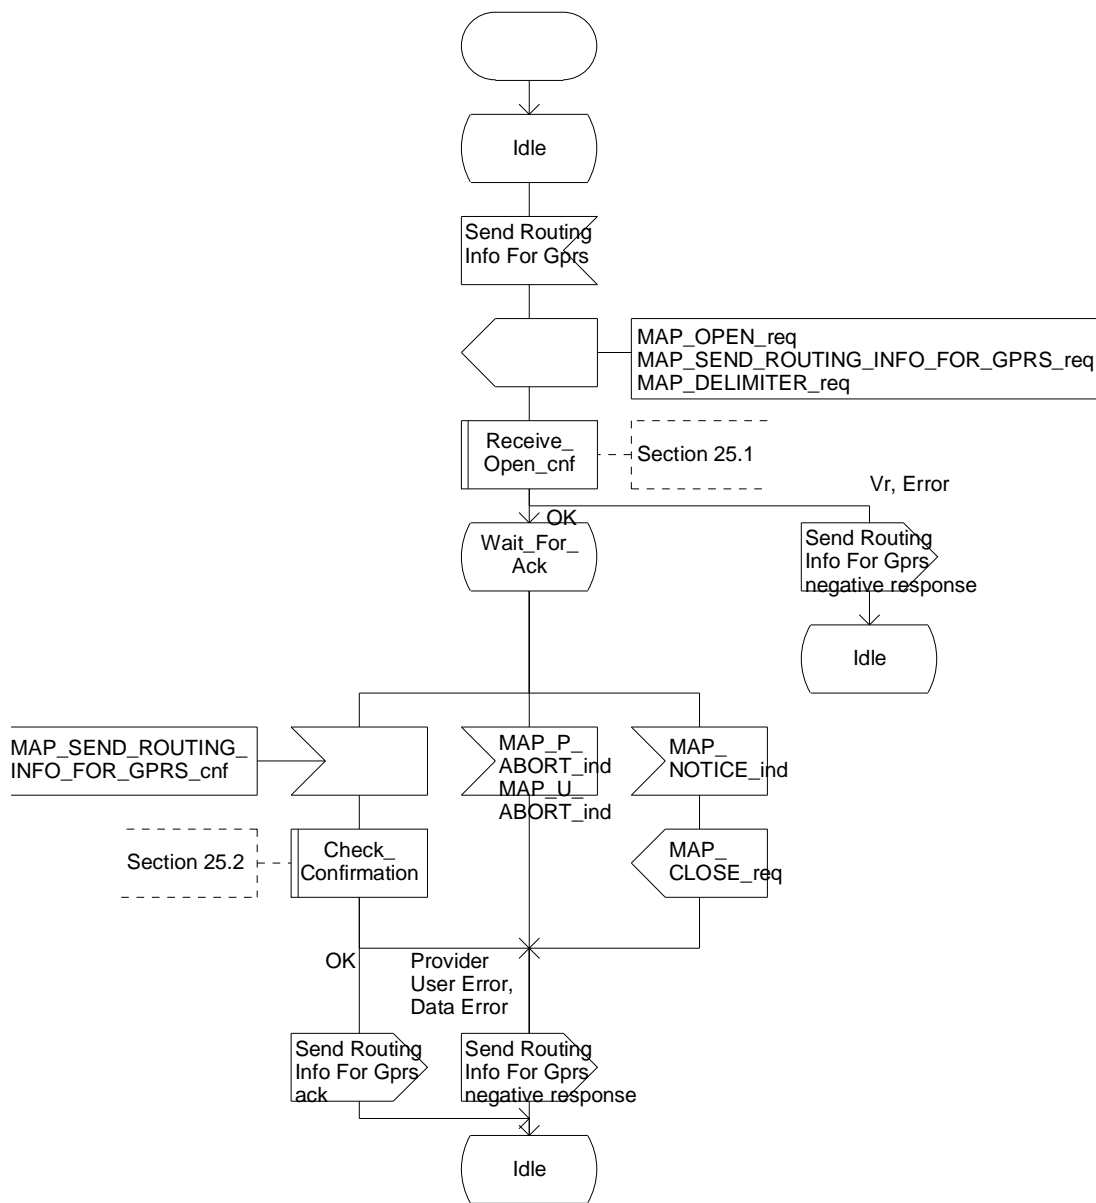 Idle
Send Routing
Info For Gprs
MAP_OPEN_req
MAP_SEND_ROUTING_INFO_FOR_GPRS_req
MAP_DELIMITER_req
Receive_
Open_cnf
Section 25.1
Vr, Error
OK
Wait_For_
Ack
Send Routing
Info For Gprs
negative response
Idle
MAP_SEND_ROUTING_
INFO_FOR_GPRS_cnf
MAP_P_
ABORT_ind
MAP_U_
ABORT_ind
MAP_
NOTICE_ind
Section 25.2
Check_
Confirmation
MAP_
CLOSE_req
OK
Provider
User Error,
Data Error
Send Routing
Info For Gprs
ack
Send Routing
Info For Gprs
negative response
Idle